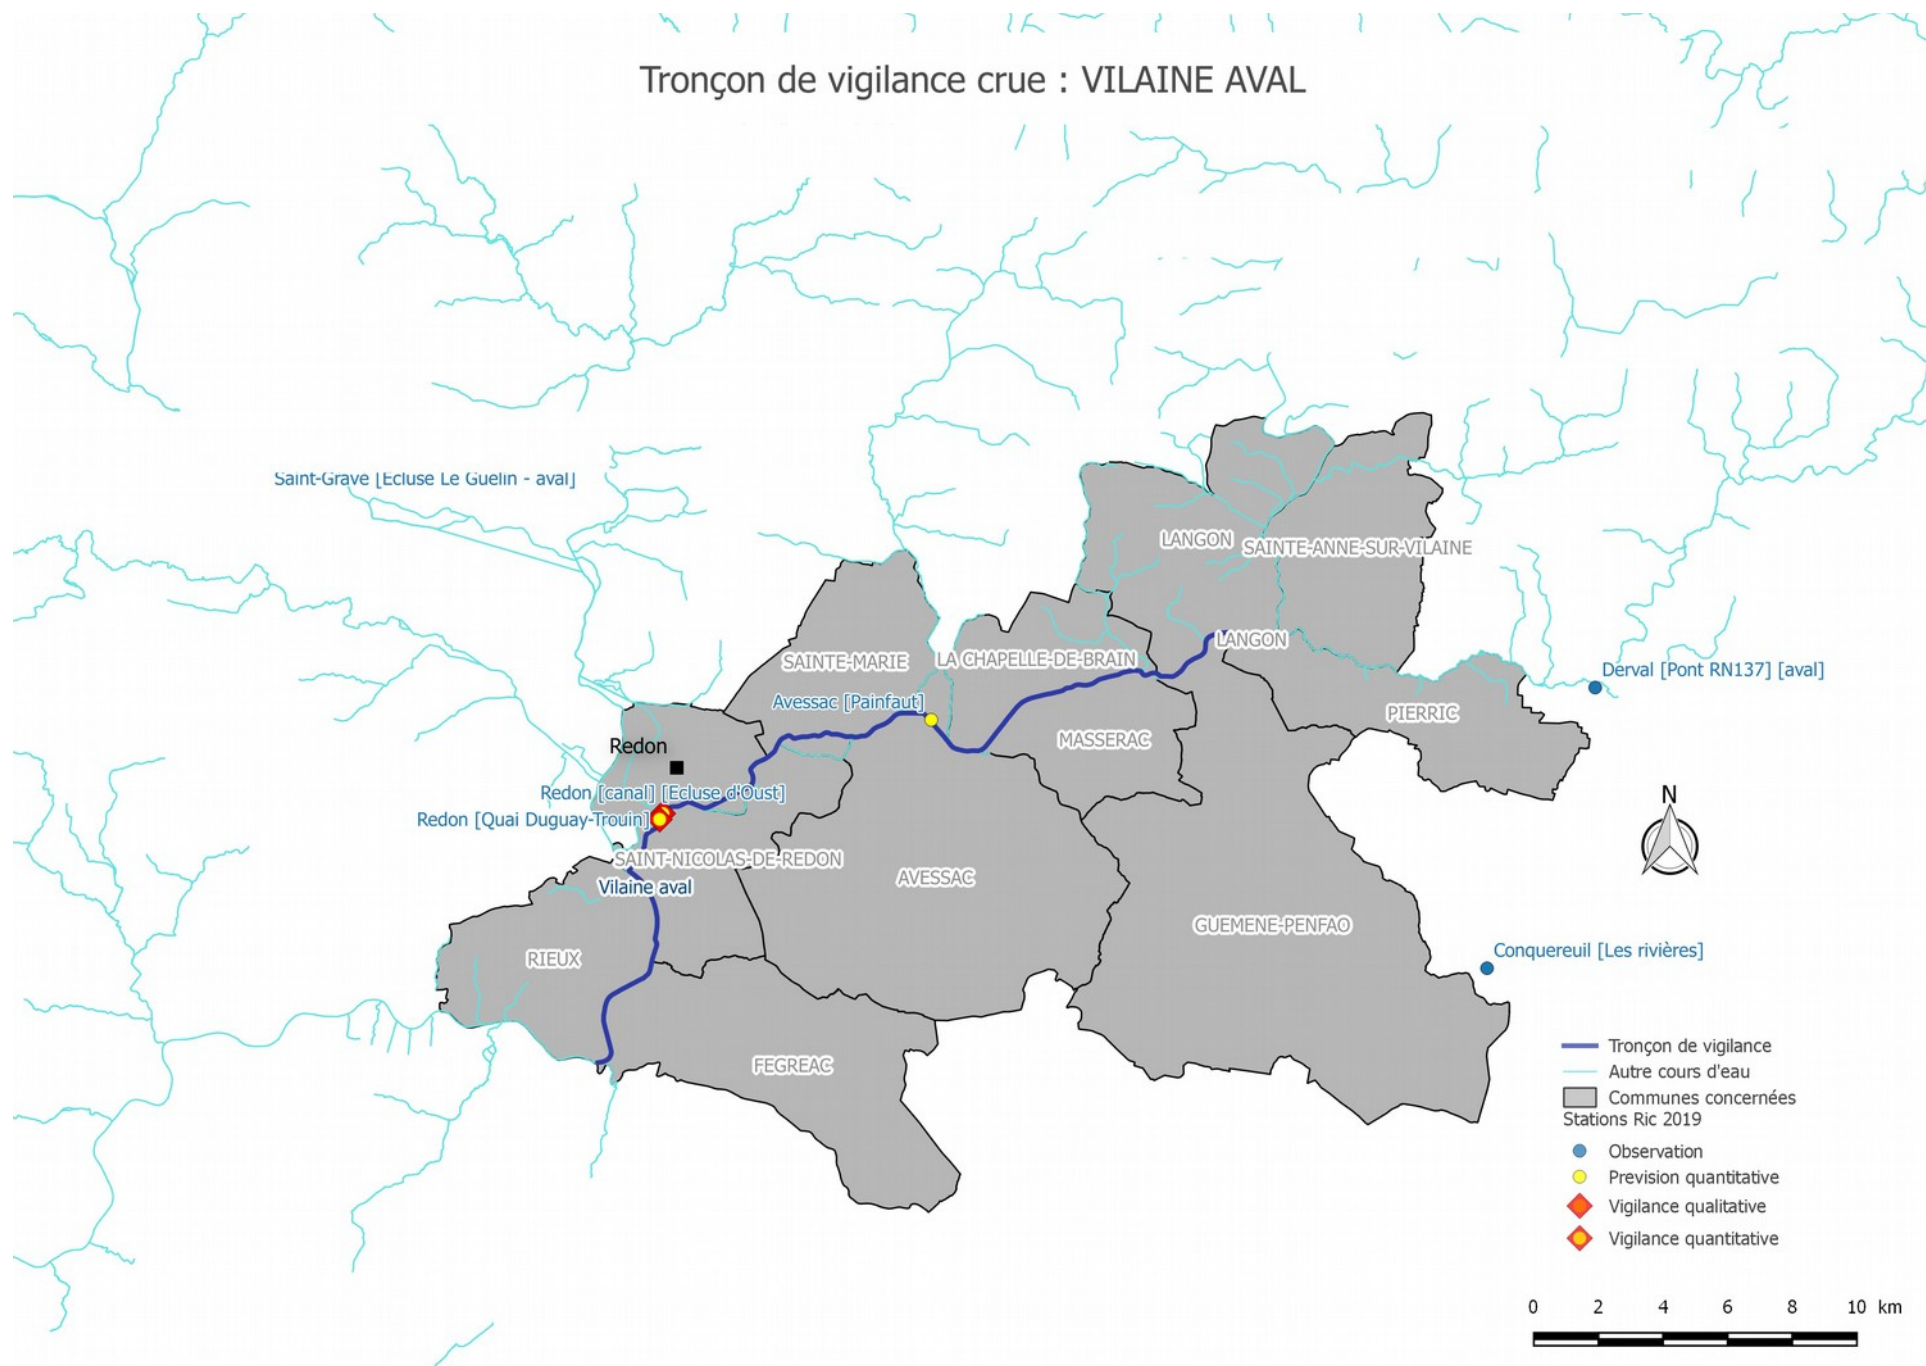 Tronçon de vigilance crue : VILAINE AVAL
Saint-Grave [Ecluse Le Guélin - aval]
LANGON
SAINTE-ANNE-SUR-VILAINE
LANGON
SAINTE-MARIE
LA CHAPELLE-DE-BRAIN
Derval [Pont RN137] [aval]
Avessac [Painfaut]
PIERRIC
MASSERAC
Redon
Redon [canal] [Ecluse d'Oust]
Redon [Quai Duguay-Trouin]
N
SAINT-NICOLAS-DE-REDON
AVESSAC
Vilaine aval
GUEMENE-PENFAO
Conquereuil [Les rivières]
RIEUX
FEGREAC
Tronçon de vigilance
Autre cours d'eau
Communes concernées
Stations Ric 2019
Observation
Prevision quantitative
Vigilance qualitative
Vigilance quantitative
0 2 4 6 8 10 km